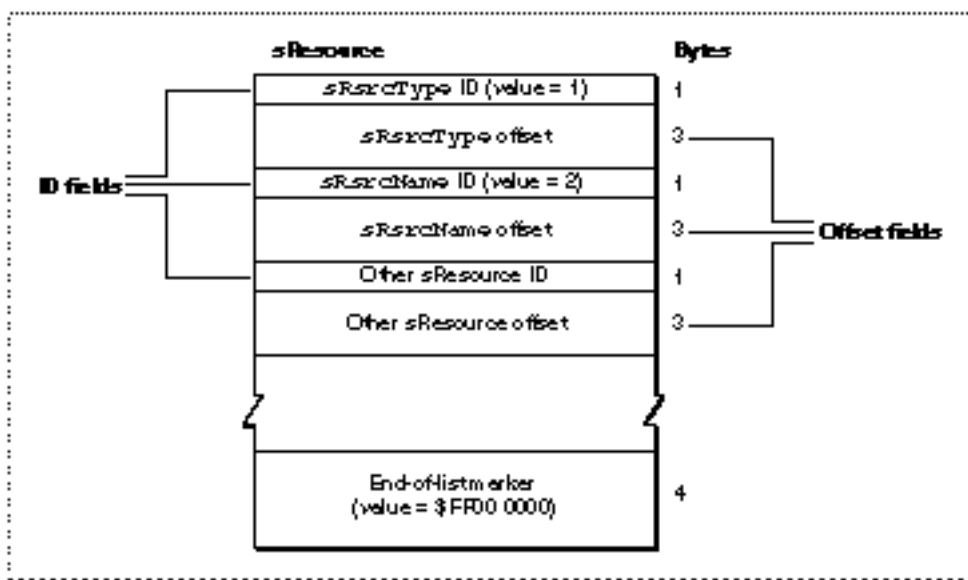 sResource Bytes
sRsrcType ID (value = 1) 1
sRsrcType offset 3
ID fields sRsrcName ID (value = 2) 1
sRsrcName offset 3 Offset fields
Other sResource ID 1
Other sResource offset 3
End-of-list marker 4
(value = $FF00 0000)